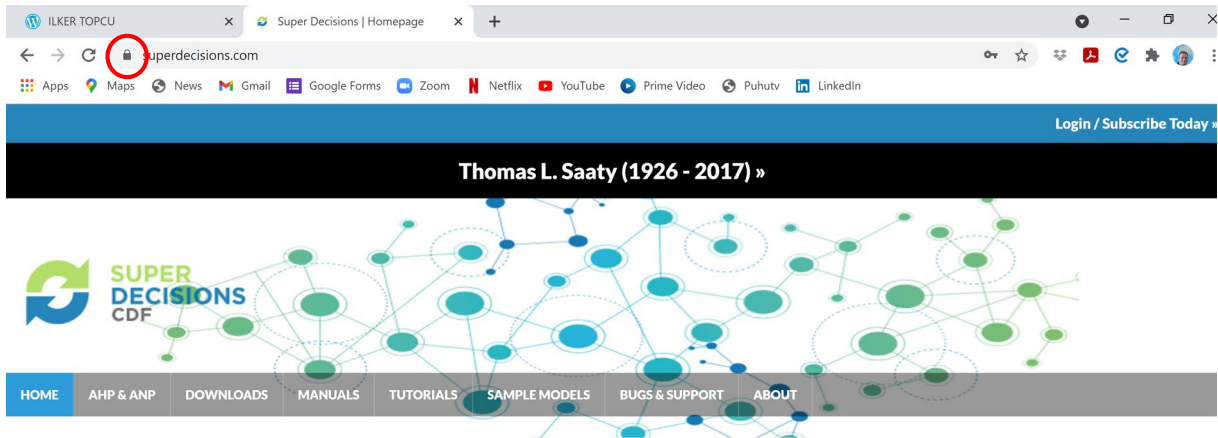 ILKER TOPCU Super Decisions | Homepage
superdecisions.com
Apps Maps News Gmail Google Forms Zoom Netflix YouTube Prime Video Puhutv LinkedIn
Login / Subscribe Today »
Thomas L. Saaty (1926 - 2017) »
SUPER
DECISIONS
CDF
HOME AHP & ANP DOWNLOADS MANUALS TUTORIALS SAMPLE MODELS BUGS & SUPPORT ABOUT